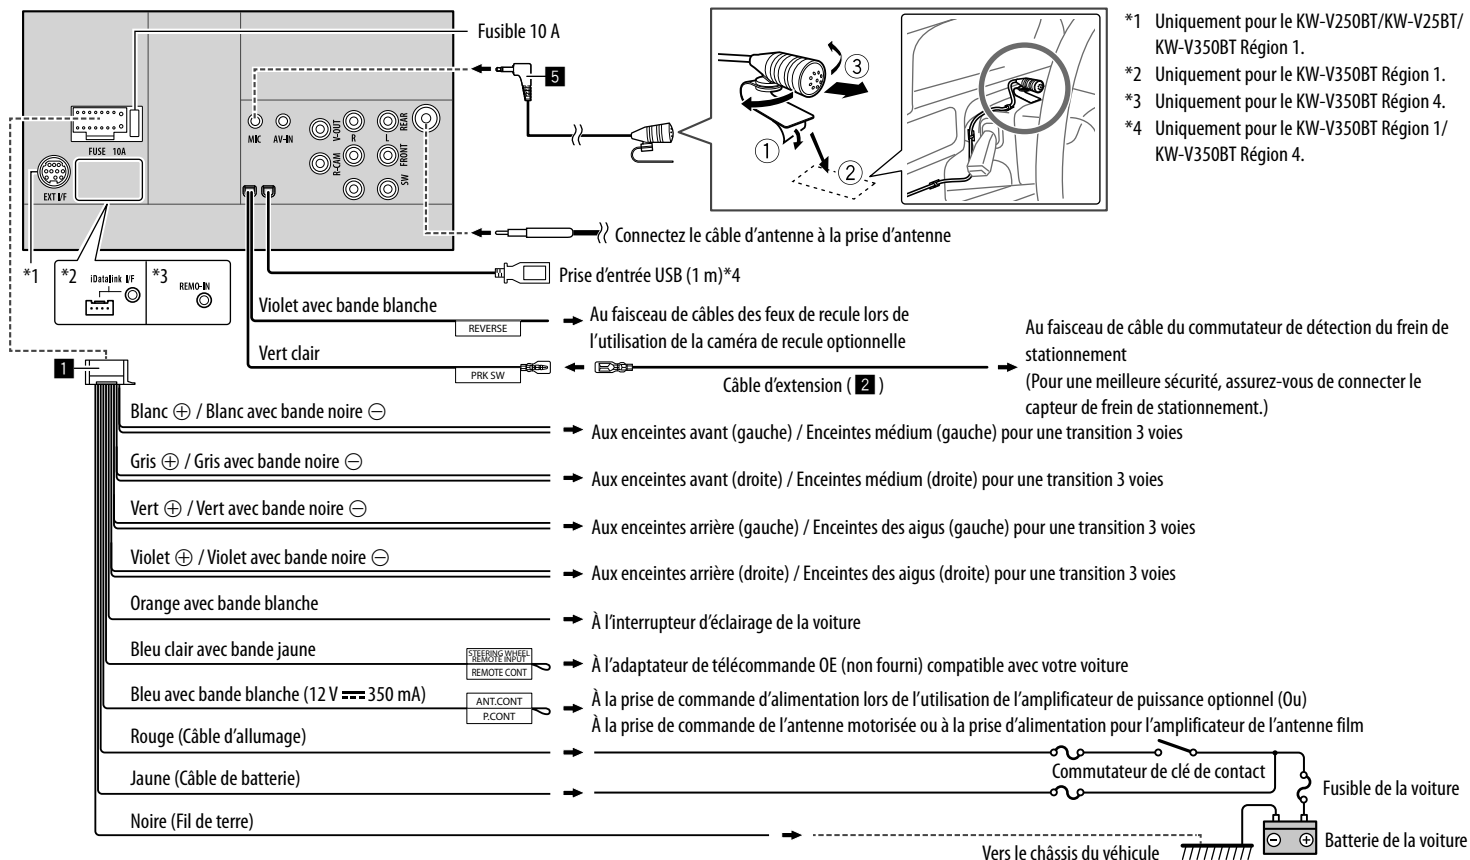 Fusible 10 A
5
MIC
AV-IN
V-OUT
R-CAM
R
L
REAR
FRONT
SW
FUSE 10A
EXT I/F
*1
*2
iDatalink I/F
*3
REMO-IN
1
2
3
*1 Uniquement pour le KW-V250BT/KW-V25BT/
KW-V350BT Région 1.
*2 Uniquement pour le KW-V350BT Région 1.
*3 Uniquement pour le KW-V350BT Région 4.
*4 Uniquement pour le KW-V350BT Région 1/
KW-V350BT Région 4.
Connectez le câble d'antenne à la prise d'antenne
Prise d'entrée USB (1 m)*4
Violet avec bande blanche
REVERSE
Au faisceau de câbles des feux de recule lors de
l'utilisation de la caméra de recule optionnelle
Vert clair
PRK SW
Câble d'extension ( 2 )
Au faisceau de câble du commutateur de détection du frein de
stationnement
(Pour une meilleure sécurité, assurez-vous de connecter le
capteur de frein de stationnement.)
1
Blanc ⊕ / Blanc avec bande noire ⊖
Aux enceintes avant (gauche) / Enceintes médium (gauche) pour une transition 3 voies
Gris ⊕ / Gris avec bande noire ⊖
Aux enceintes avant (droite) / Enceintes médium (droite) pour une transition 3 voies
Vert ⊕ / Vert avec bande noire ⊖
Aux enceintes arrière (gauche) / Enceintes des aigus (gauche) pour une transition 3 voies
Violet ⊕ / Violet avec bande noire ⊖
Aux enceintes arrière (droite) / Enceintes des aigus (droite) pour une transition 3 voies
Orange avec bande blanche
À l'interrupteur d'éclairage de la voiture
Bleu clair avec bande jaune
STEERING WHEEL
REMOTE INPUT
REMOTE CONT
À l'adaptateur de télécommande OE (non fourni) compatible avec votre voiture
Bleu avec bande blanche (12 V ⎓ 350 mA)
ANT.CONT
P.CONT
À la prise de commande d'alimentation lors de l'utilisation de l'amplificateur de puissance optionnel (Ou)
À la prise de commande de l'antenne motorisée ou à la prise d'alimentation pour l'amplificateur de l'antenne film
Rouge (Câble d'allumage)
Commutateur de clé de contact
Jaune (Câble de batterie)
Fusible de la voiture
Noire (Fil de terre)
Vers le châssis du véhicule
⊖ ⊕
Batterie de la voiture